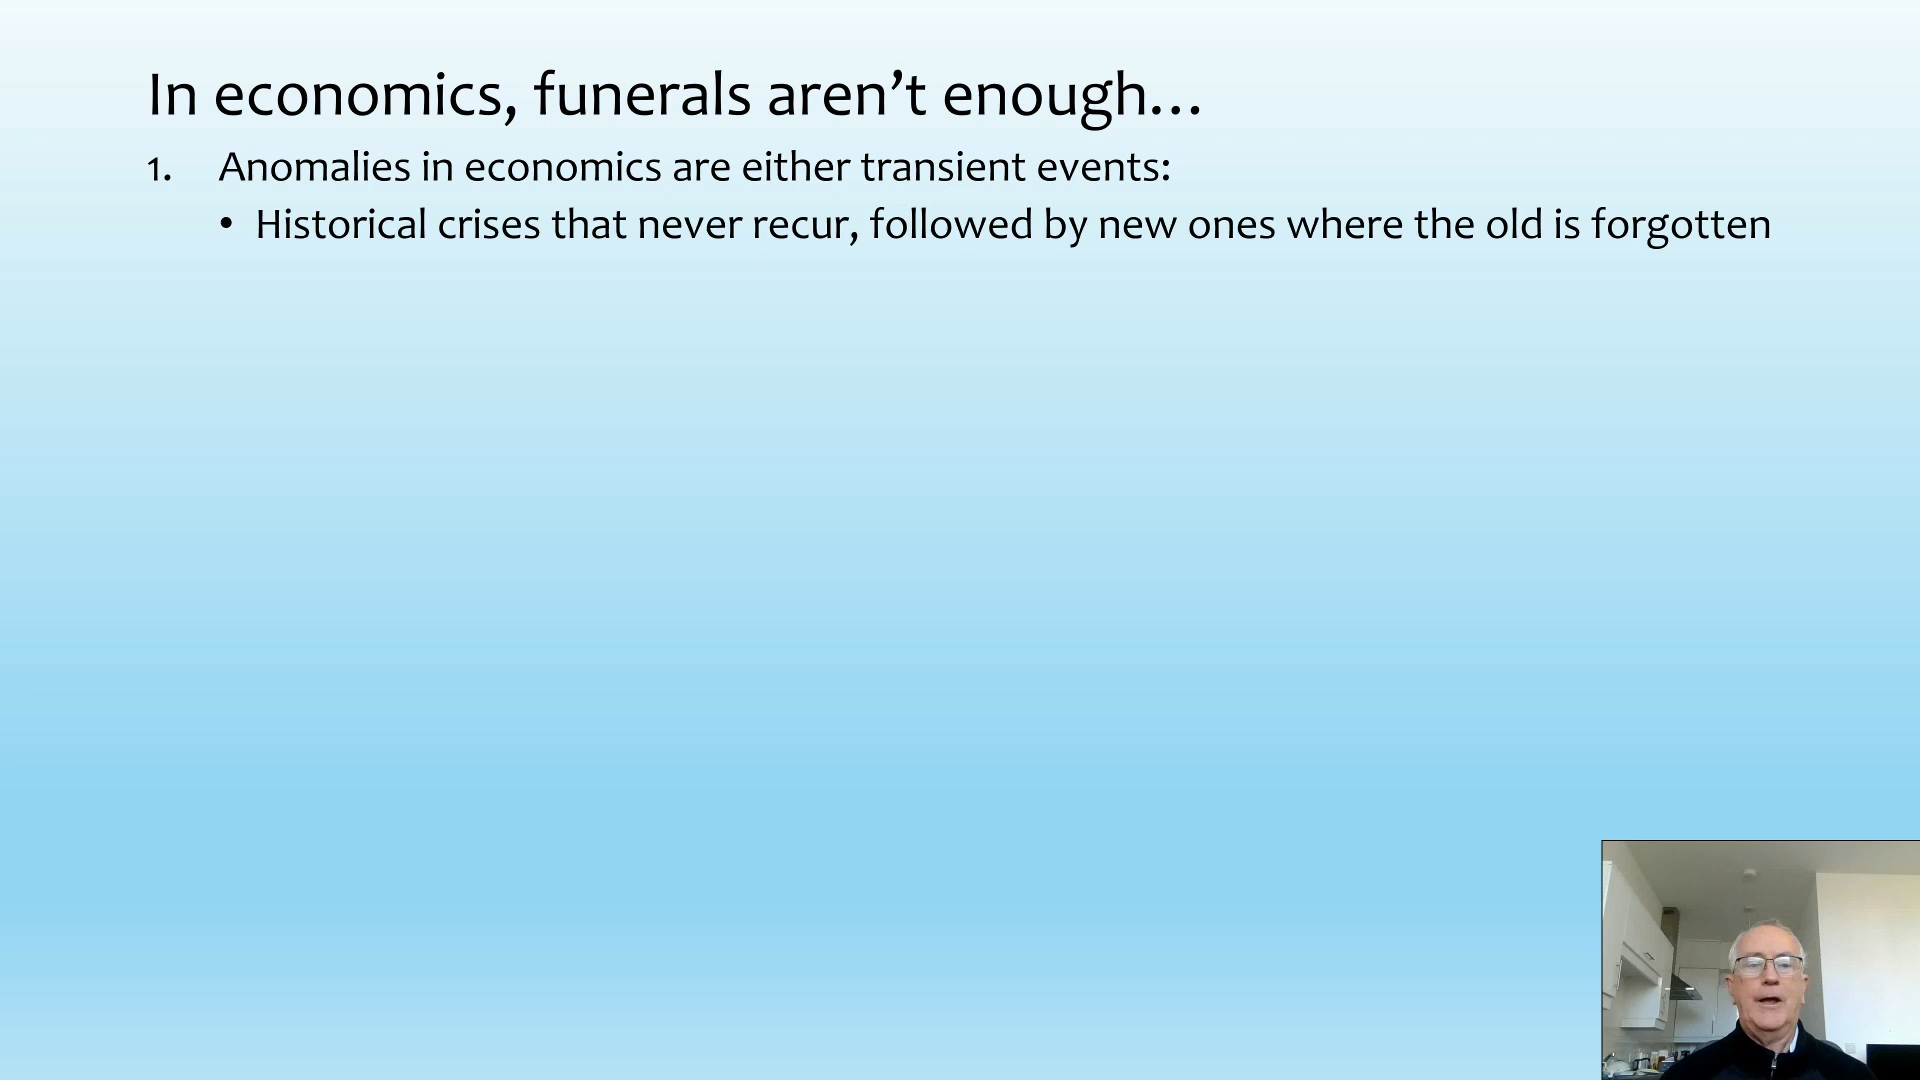 In economics, funerals aren’t enough…
1. Anomalies in economics are either transient events:
• Historical crises that never recur, followed by new ones where the old is forgotten